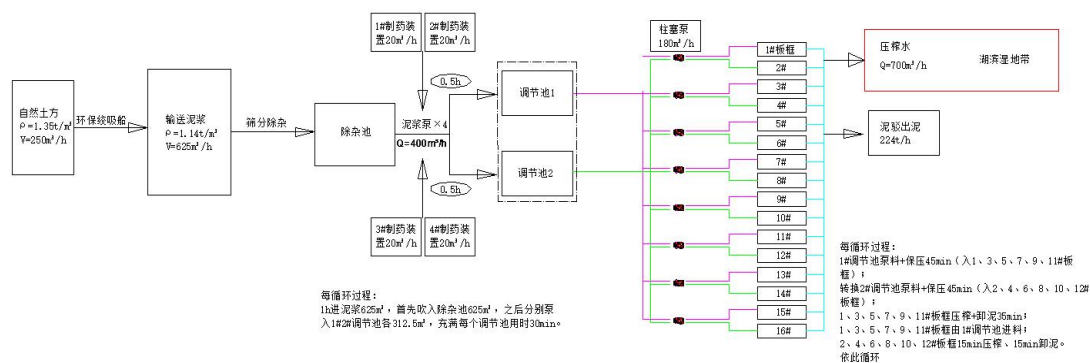 1#制药装
置20m³/h
2#制药装
置20m³/h
柱塞泵
180m³/h
1#板框
2#
3#
4#
5#
6#
7#
8#
9#
10#
11#
12#
13#
14#
15#
16#
压榨水
Q=700m³/h
湖滨湿地带
0.5h
调节池1
自然土方
ρ=1.35t/m³
V=250m³/h
环保绞吸船
输送泥浆
ρ=1.14t/m³
V=625m³/h
筛分除杂
除杂池
泥浆泵×4
Q=400m³/h
调节池2
0.5h
泥驳出泥
224t/h
3#制药装
置20m³/h
4#制药装
置20m³/h
每循环过程：
1h进泥浆625m³，首先吹入除杂池625m³，之后分别泵
入1#2#调节池各312.5m³，充满每个调节池用时30min。
每循环过程：
1#调节池泵料+保压45min（入1、3、5、7、9、11#板
框）；
转换2#调节池泵料+保压45min（入2、4、6、8、10、12#
板框）；
1、3、5、7、9、11#板框压榨+卸泥35min；
1、3、5、7、9、11#板框由1#调节池进料；
2、4、6、8、10、12#板框15min压榨、15min卸泥。
依此循环